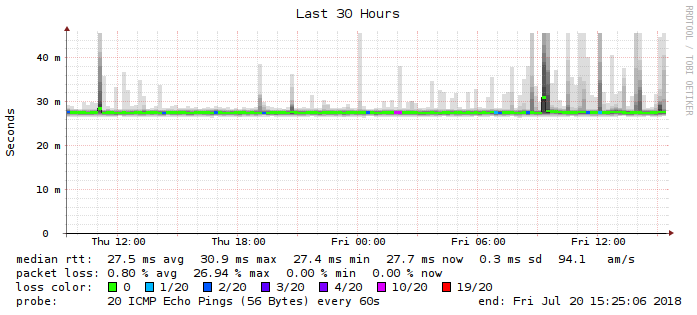 Last 30 Hours
RRDTOOL / TOBI OETIKER
Seconds
40 m
30 m
20 m
10 m
0
Thu 12:00 Thu 18:00 Fri 00:00 Fri 06:00 Fri 12:00
median rtt: 27.5 ms avg 30.9 ms max 27.4 ms min 27.7 ms now 0.3 ms sd 94.1 am/s
packet loss: 0.80 % avg 26.94 % max 0.00 % min 0.00 % now
loss color: 0 1/20 2/20 3/20 4/20 10/20 19/20
probe: 20 ICMP Echo Pings (56 Bytes) every 60s end: Fri Jul 20 15:25:06 2018